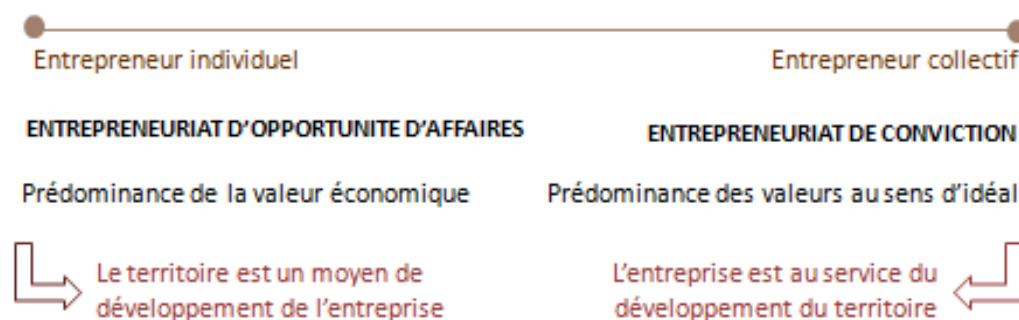 Entrepreneur individuel
Entrepreneur collectif
ENTREPRENEURIAT D'OPPORTUNITE D'AFFAIRES
ENTREPRENEURIAT DE CONVICTION
Prédominance de la valeur économique
Prédominance des valeurs au sens d'idéal
Le territoire est un moyen de
développement de l'entreprise
L'entreprise est au service du
développement du territoire